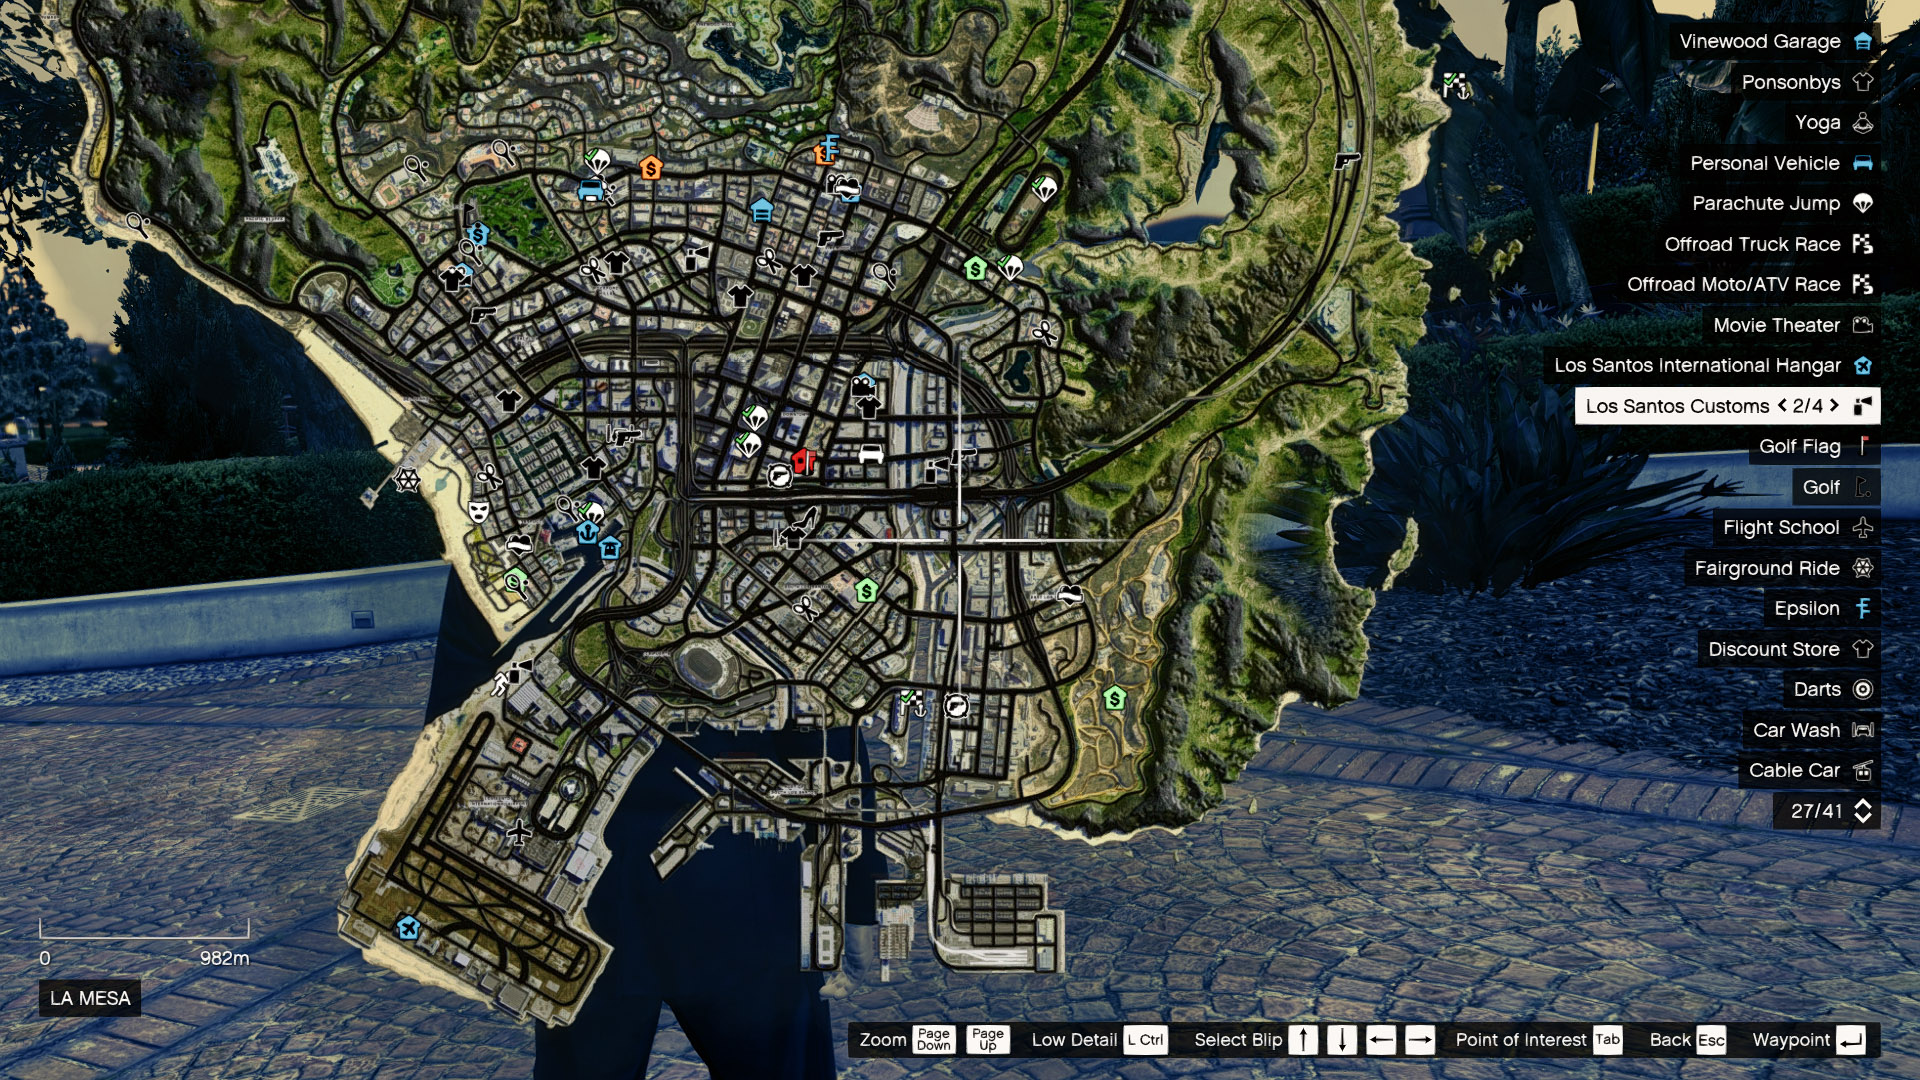 Vinewood Garage
Ponsonbys
Yoga
Personal Vehicle
Parachute Jump
Offroad Truck Race
Offroad Moto/ATV Race
Movie Theater
Los Santos International Hangar
Los Santos Customs < 2/4 >
Golf Flag
Golf
Flight School
Fairground Ride
Epsilon
Discount Store
Darts
Car Wash
Cable Car
27/41
0 982m
LA MESA
Zoom Page Down Page Up Low Detail L Ctrl Select Blip ↑ ↓ ← → Point of Interest Tab Back Esc Waypoint